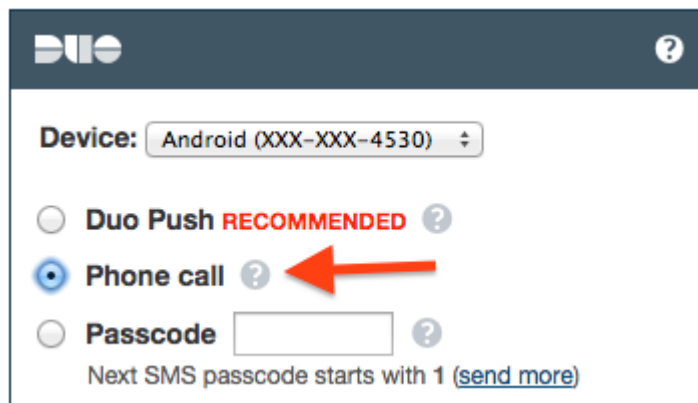 DUO ?
Device: Android (XXX-XXX-4530)
Duo Push RECOMMENDED ?
Phone call ?
Passcode ?
Next SMS passcode starts with 1 (send more)